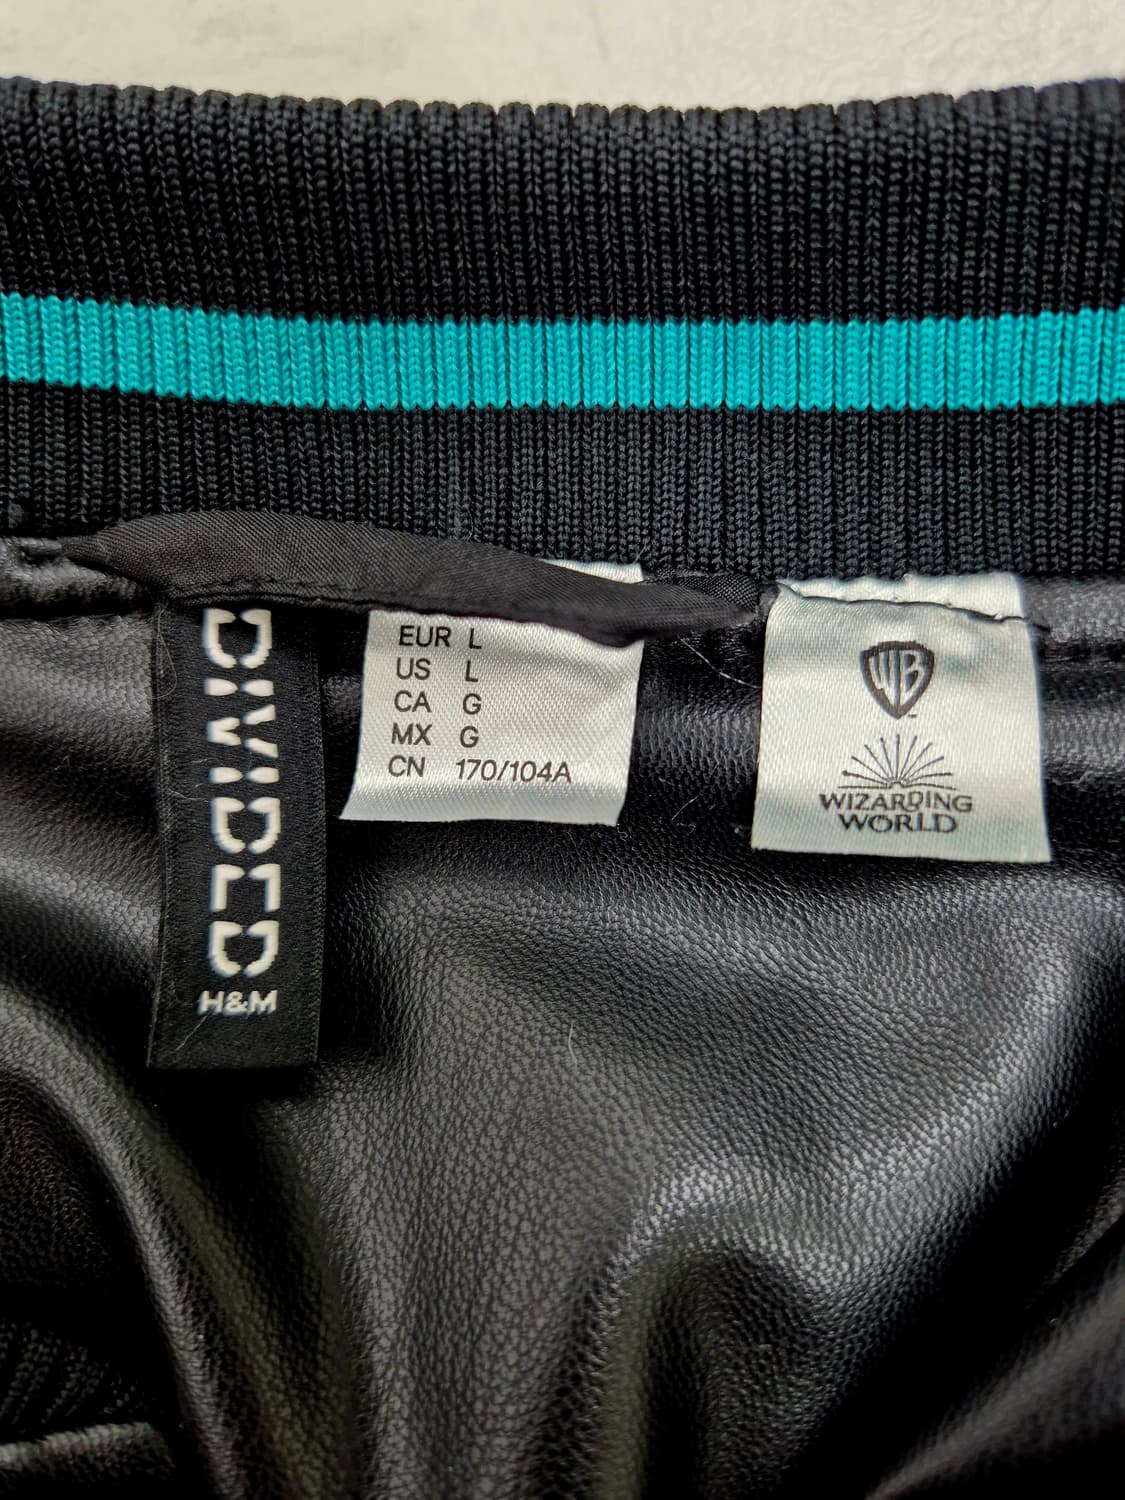 DIVIDED
H&M
EUR L
US L
CA G
MX G
CN 170/104A
WB
WIZARDING
WORLD